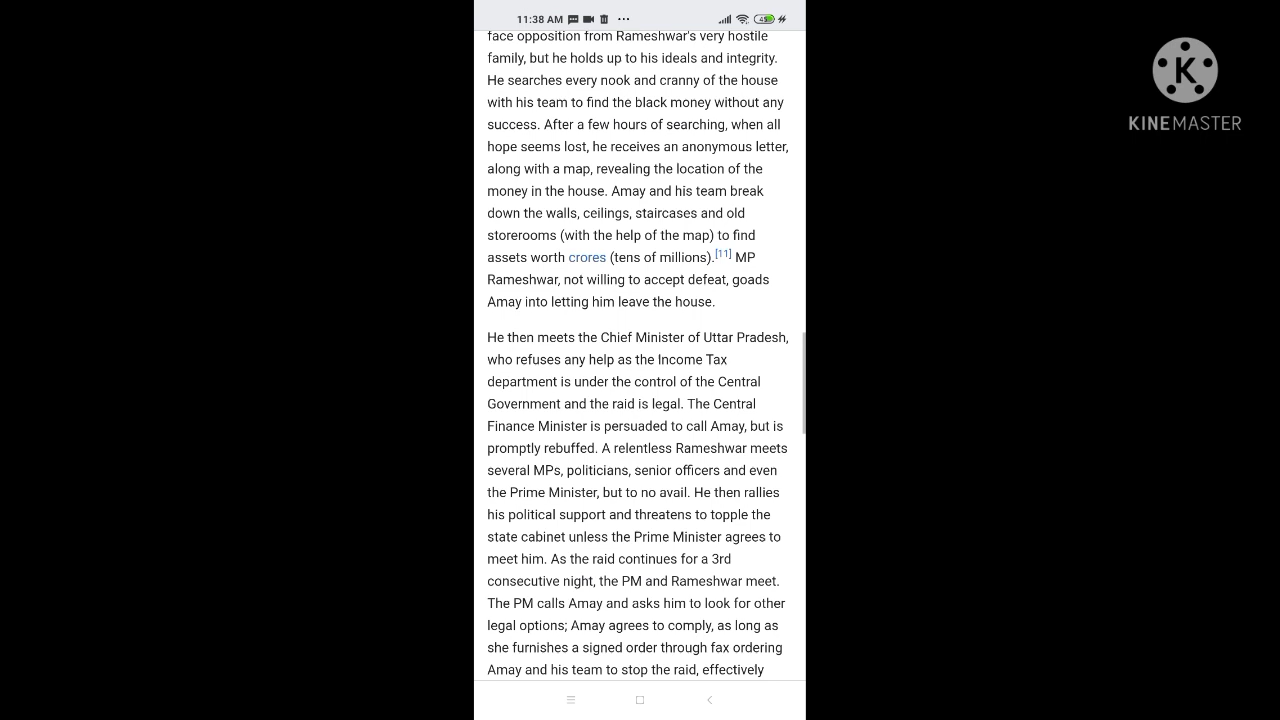 11:38 AM
45
K
KINEMASTER
face opposition from Rameshwar's very hostile
family, but he holds up to his ideals and integrity.
He searches every nook and cranny of the house
with his team to find the black money without any
success. After a few hours of searching, when all
hope seems lost, he receives an anonymous letter,
along with a map, revealing the location of the
money in the house. Amay and his team break
down the walls, ceilings, staircases and old
storerooms (with the help of the map) to find
assets worth crores (tens of millions).[11] MP
Rameshwar, not willing to accept defeat, goads
Amay into letting him leave the house.
He then meets the Chief Minister of Uttar Pradesh,
who refuses any help as the Income Tax
department is under the control of the Central
Government and the raid is legal. The Central
Finance Minister is persuaded to call Amay, but is
promptly rebuffed. A relentless Rameshwar meets
several MPs, politicians, senior officers and even
the Prime Minister, but to no avail. He then rallies
his political support and threatens to topple the
state cabinet unless the Prime Minister agrees to
meet him. As the raid continues for a 3rd
consecutive night, the PM and Rameshwar meet.
The PM calls Amay and asks him to look for other
legal options; Amay agrees to comply, as long as
she furnishes a signed order through fax ordering
Amay and his team to stop the raid, effectively